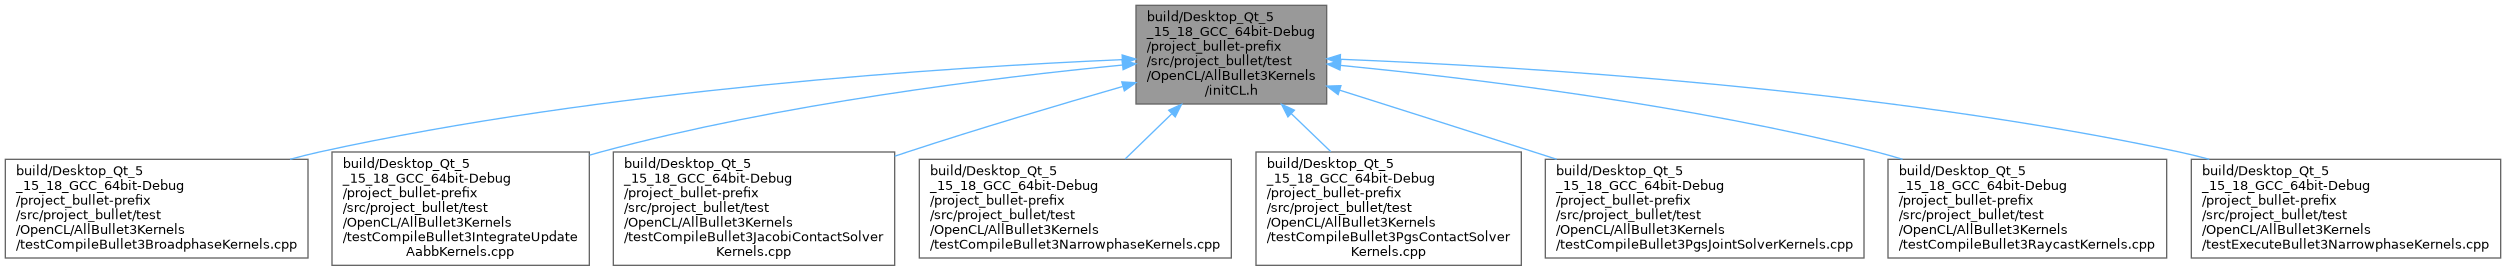 build/Desktop_Qt_5
_15_18_GCC_64bit-Debug
/project_bullet-prefix
/src/project_bullet/test
/OpenCL/AllBullet3Kernels
/initCL.h
build/Desktop_Qt_5
_15_18_GCC_64bit-Debug
/project_bullet-prefix
/src/project_bullet/test
/OpenCL/AllBullet3Kernels
/testCompileBullet3BroadphaseKernels.cpp
build/Desktop_Qt_5
_15_18_GCC_64bit-Debug
/project_bullet-prefix
/src/project_bullet/test
/OpenCL/AllBullet3Kernels
/testCompileBullet3IntegrateUpdate
AabbKernels.cpp
build/Desktop_Qt_5
_15_18_GCC_64bit-Debug
/project_bullet-prefix
/src/project_bullet/test
/OpenCL/AllBullet3Kernels
/testCompileBullet3JacobiContactSolver
Kernels.cpp
build/Desktop_Qt_5
_15_18_GCC_64bit-Debug
/project_bullet-prefix
/src/project_bullet/test
/OpenCL/AllBullet3Kernels
/testCompileBullet3NarrowphaseKernels.cpp
build/Desktop_Qt_5
_15_18_GCC_64bit-Debug
/project_bullet-prefix
/src/project_bullet/test
/OpenCL/AllBullet3Kernels
/testCompileBullet3PgsContactSolver
Kernels.cpp
build/Desktop_Qt_5
_15_18_GCC_64bit-Debug
/project_bullet-prefix
/src/project_bullet/test
/OpenCL/AllBullet3Kernels
/testCompileBullet3PgsJointSolverKernels.cpp
build/Desktop_Qt_5
_15_18_GCC_64bit-Debug
/project_bullet-prefix
/src/project_bullet/test
/OpenCL/AllBullet3Kernels
/testCompileBullet3RaycastKernels.cpp
build/Desktop_Qt_5
_15_18_GCC_64bit-Debug
/project_bullet-prefix
/src/project_bullet/test
/OpenCL/AllBullet3Kernels
/testExecuteBullet3NarrowphaseKernels.cpp